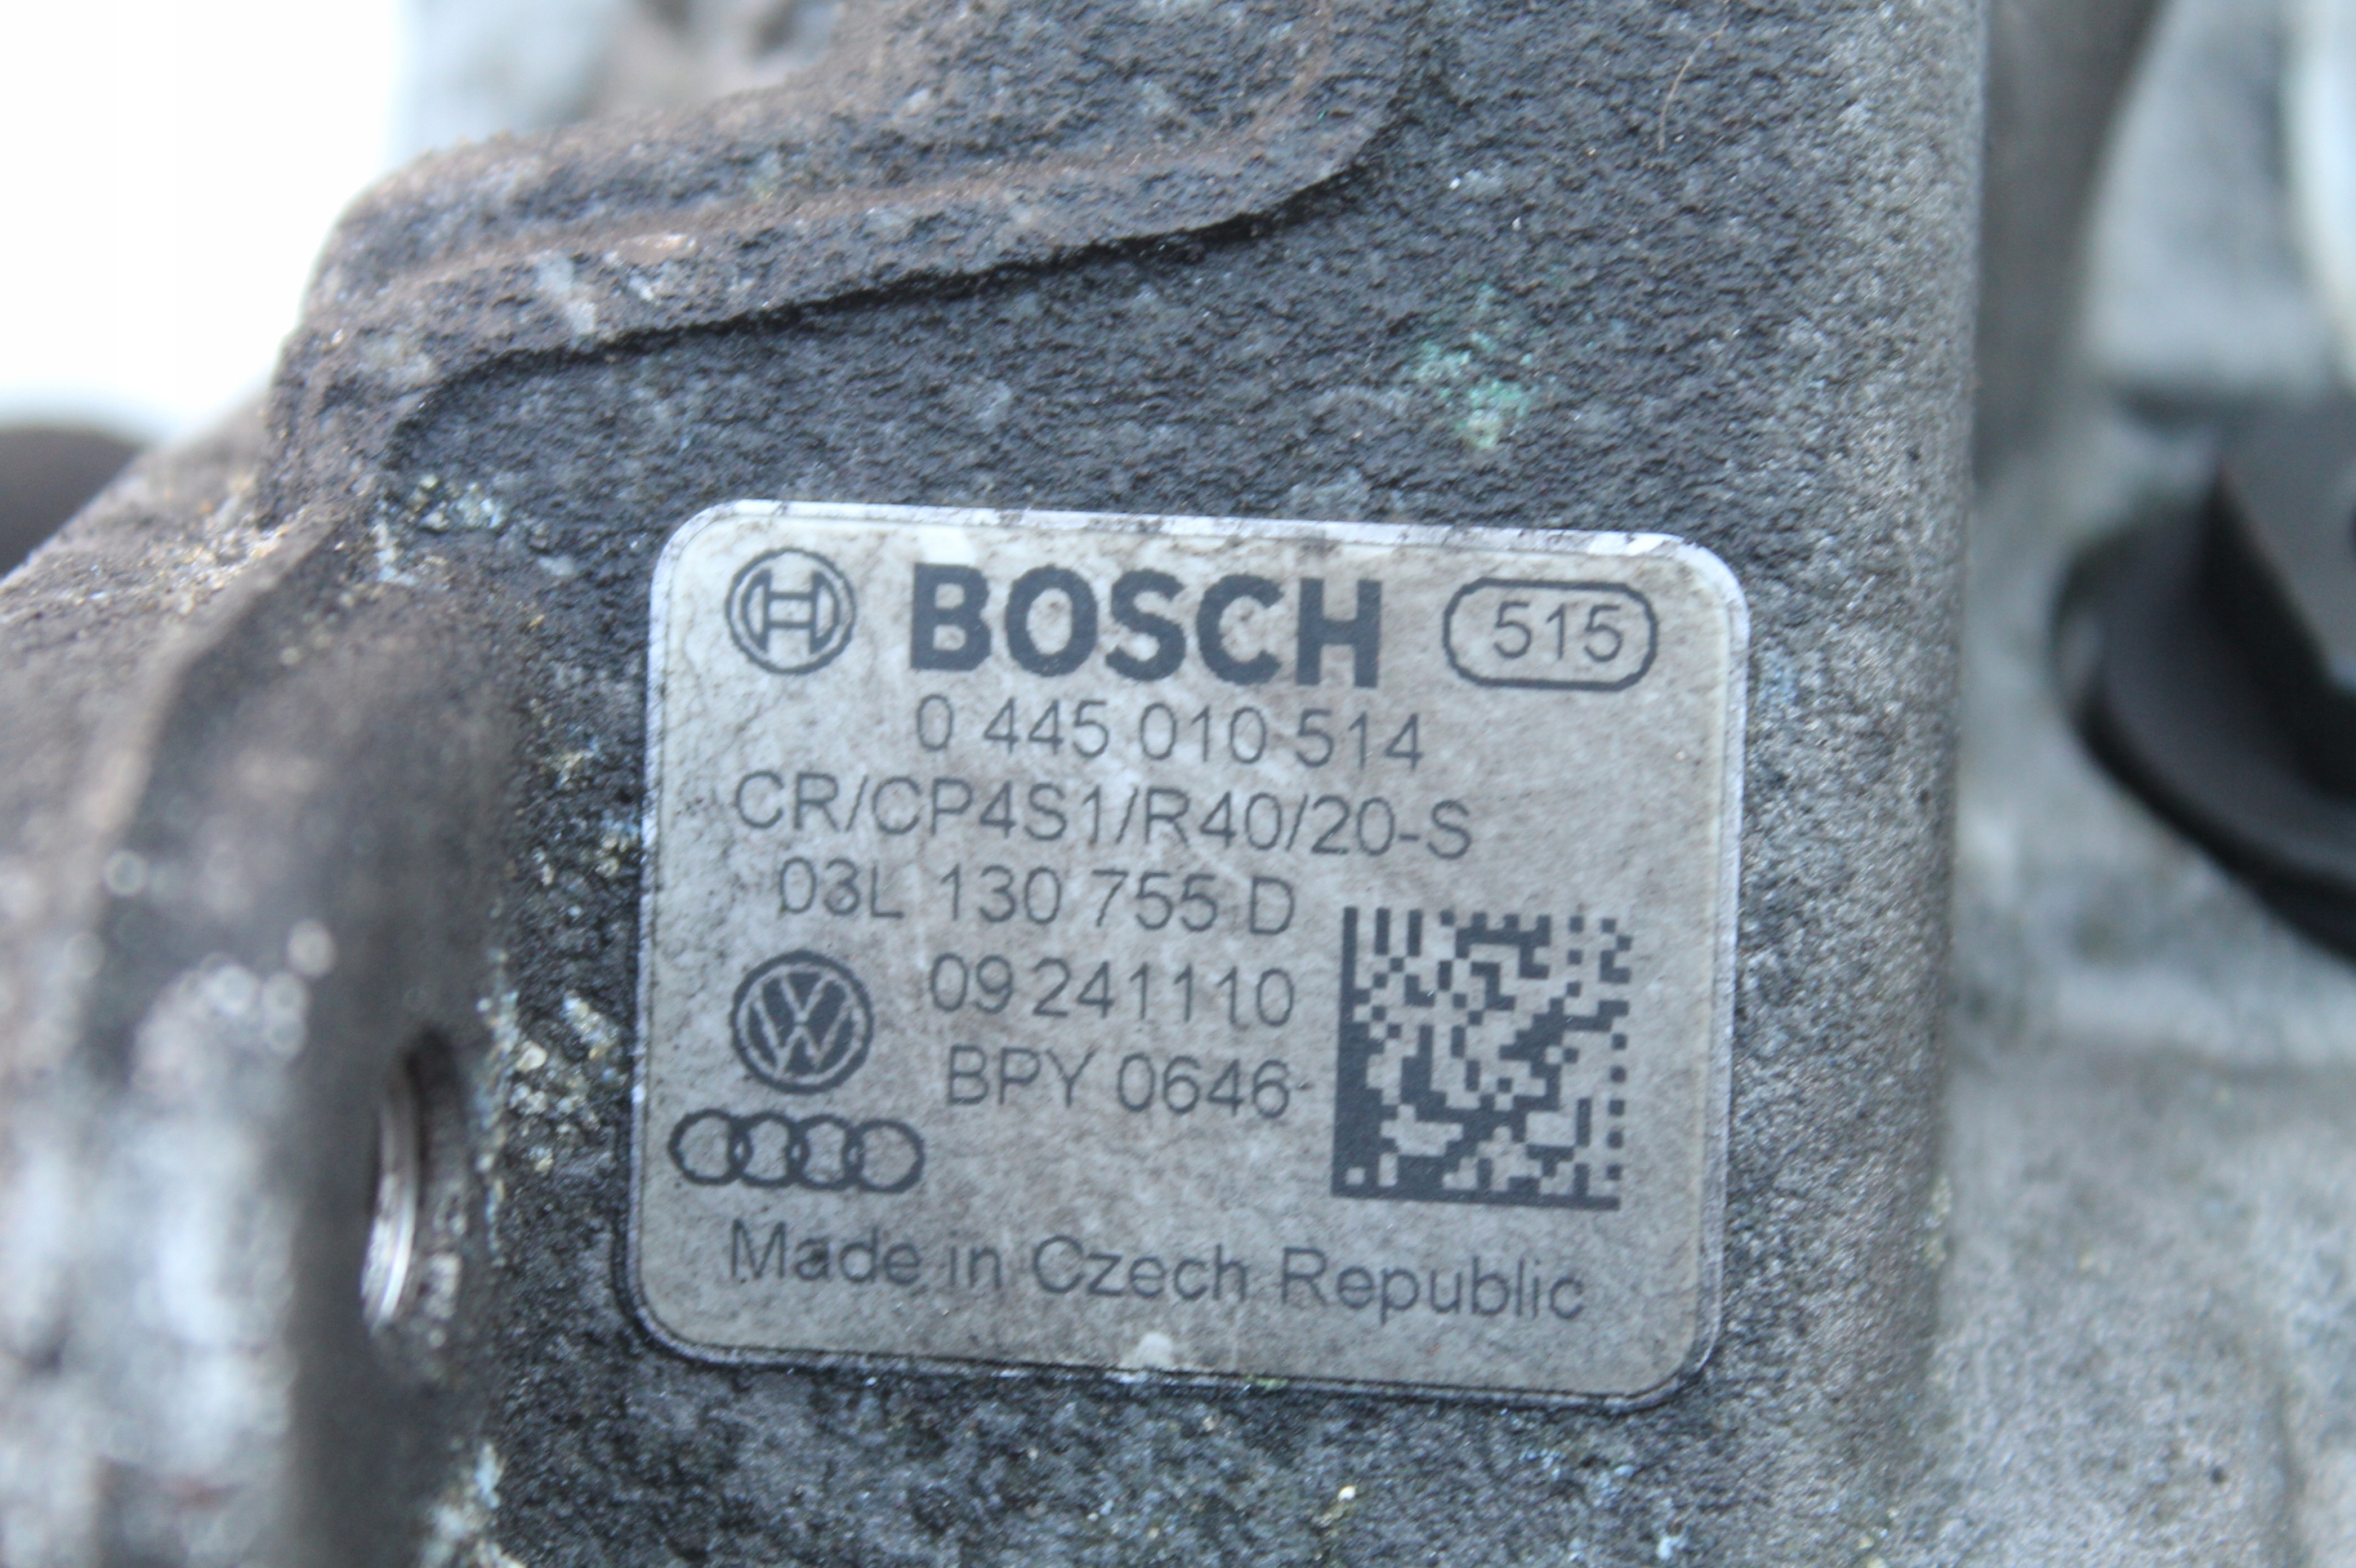 BOSCH 515
0 445 010 514
CR/CP4S1/R40/20-S
03L 130 755 D
09 241110
BPY 0646-
Made in Czech Republic